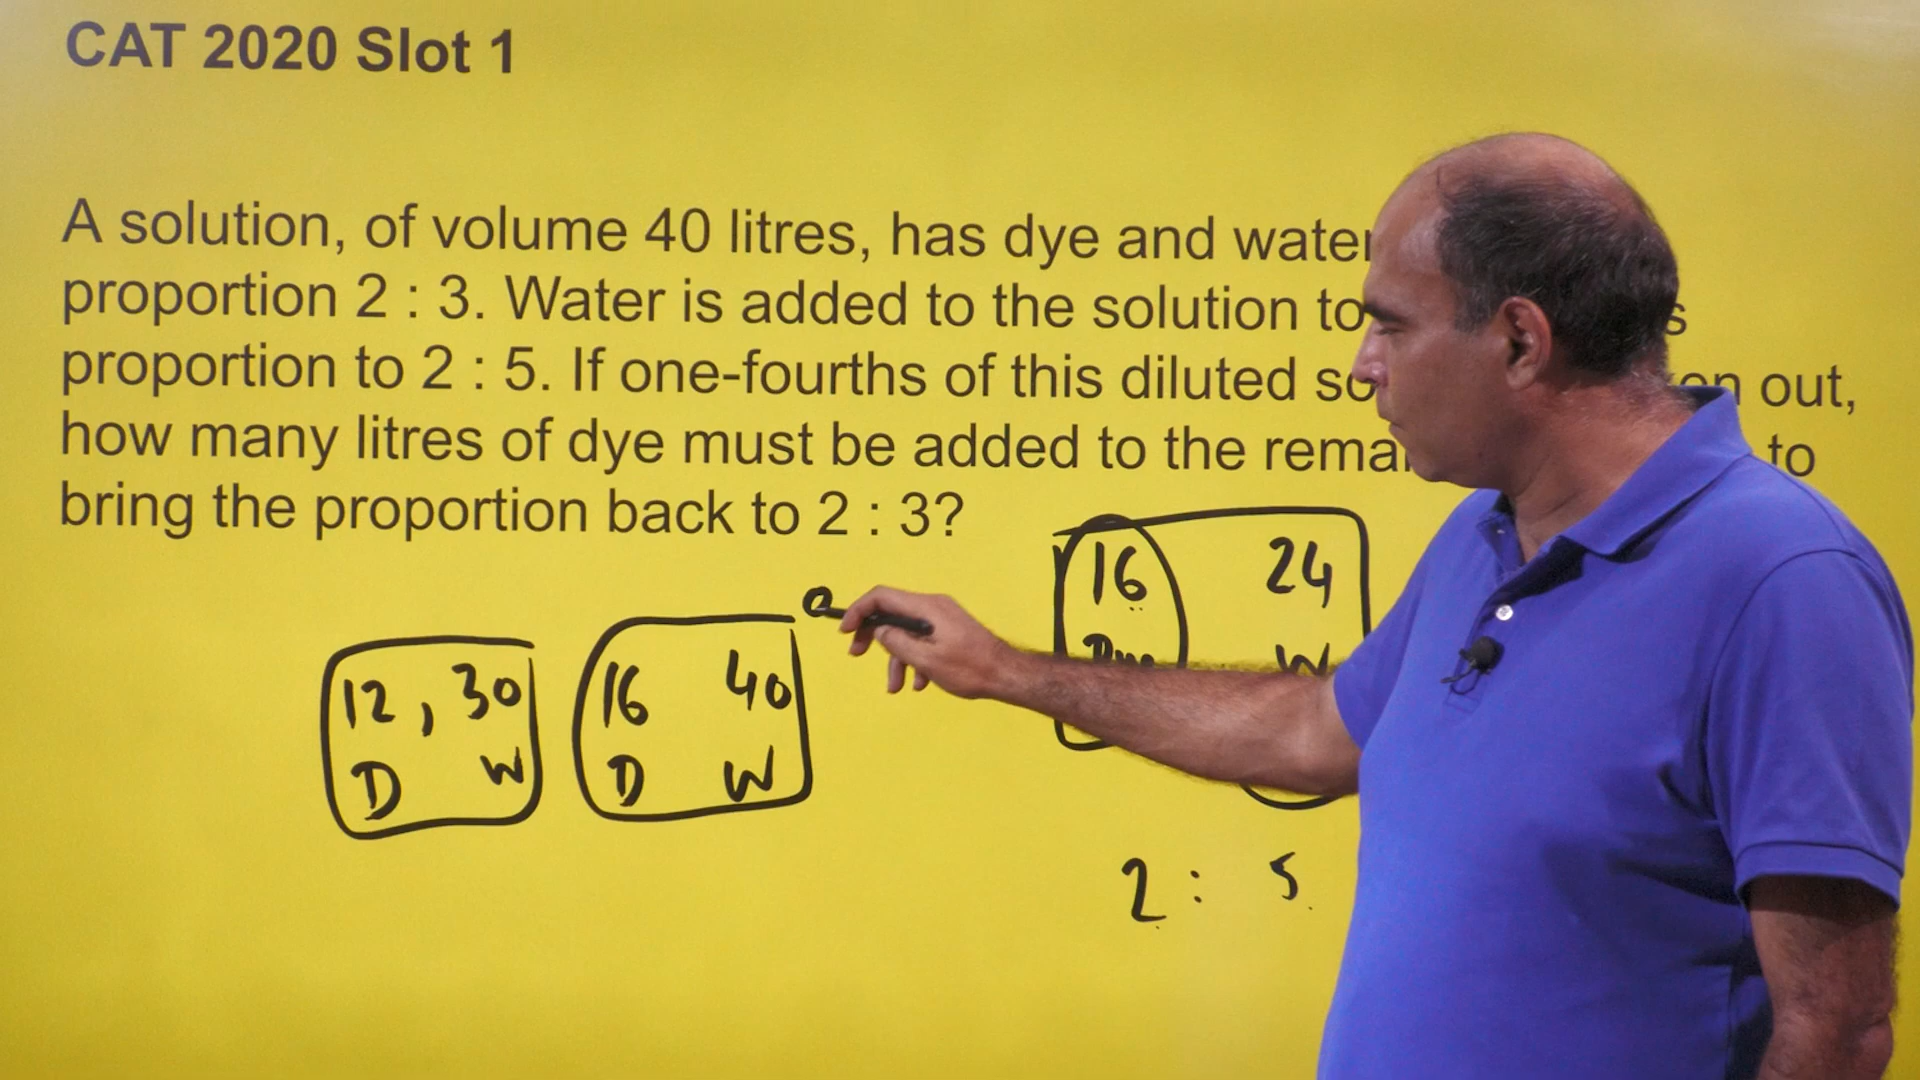 CAT 2020 Slot 1
A solution, of volume 40 litres, has dye and water
proportion 2 : 3. Water is added to the solution to
proportion to 2 : 5. If one-fourths of this diluted out,
how many litres of dye must be added to the to
bring the proportion back to 2 : 3?
16 24
W
12 , 30
D W
16 40
D W
2 : 5